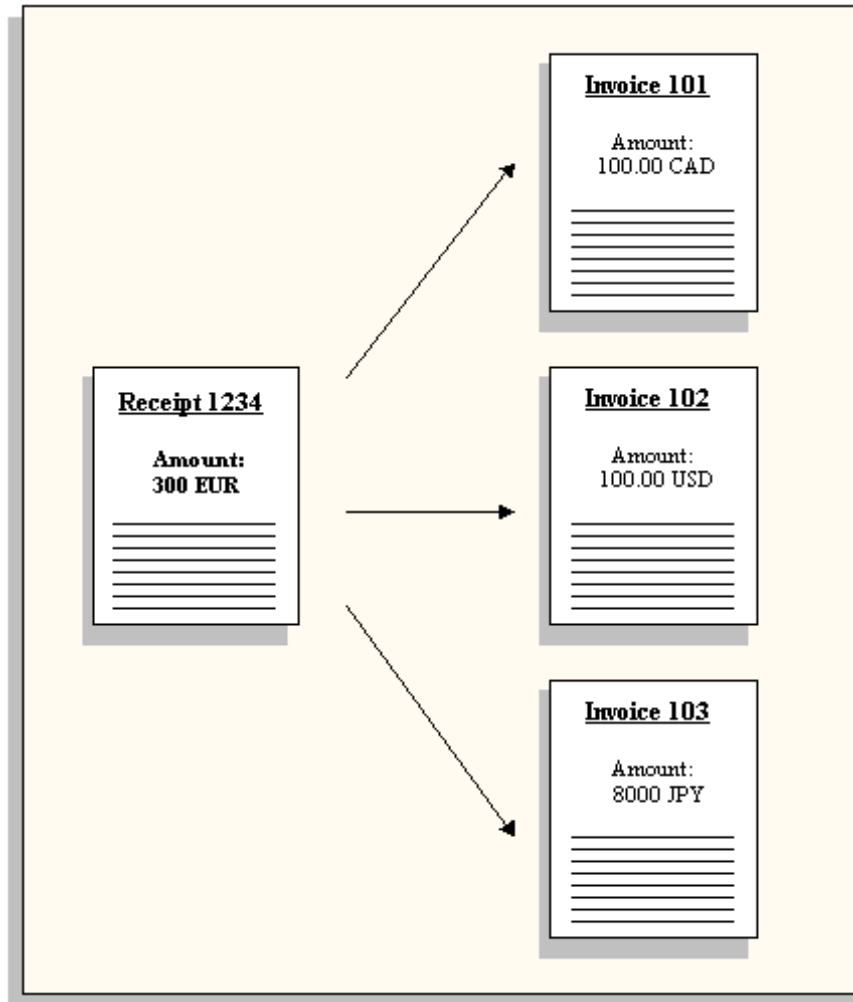 Invoice 101
Amount:
100.00 CAD
Receipt 1234
Amount:
300 EUR
Invoice 102
Amount:
100.00 USD
Invoice 103
Amount:
8000 JPY